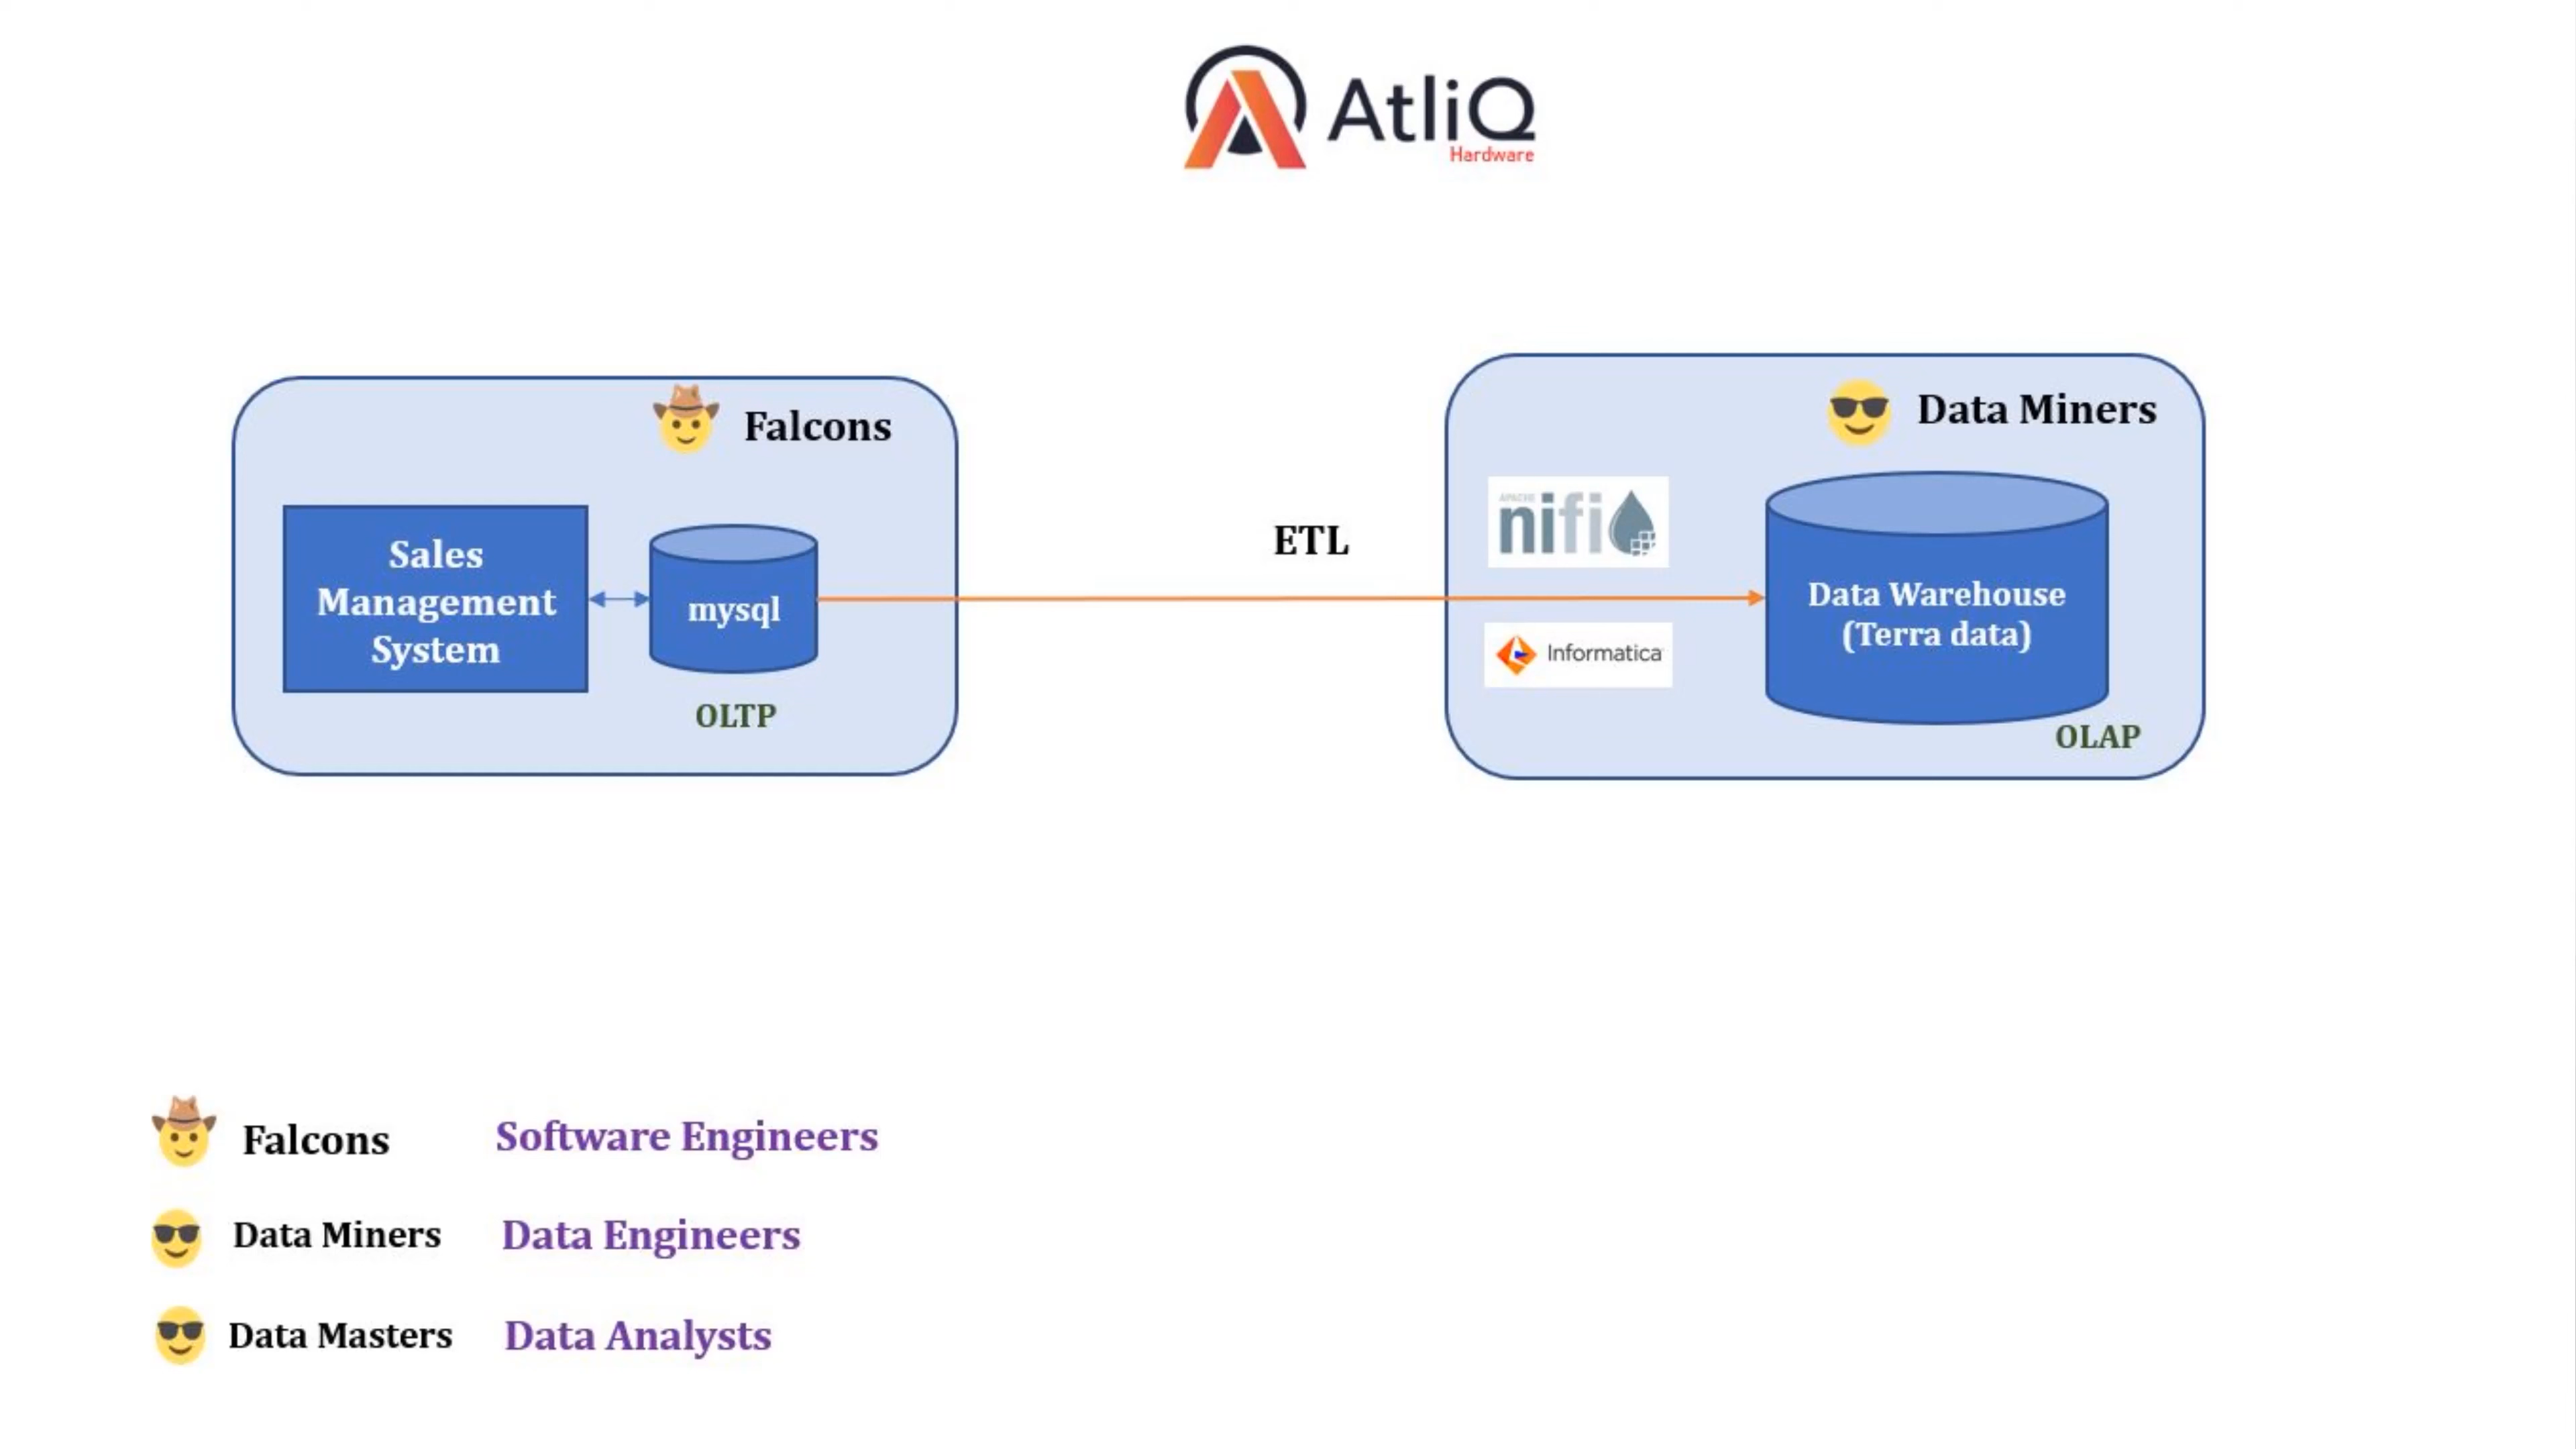 AtliQ
Hardware
Falcons
Sales
Management
System
mysql
OLTP
ETL
Data Miners
APACHE
nifi
Informatica
Data Warehouse
(Terra data)
OLAP
Falcons Software Engineers
Data Miners Data Engineers
Data Masters Data Analysts